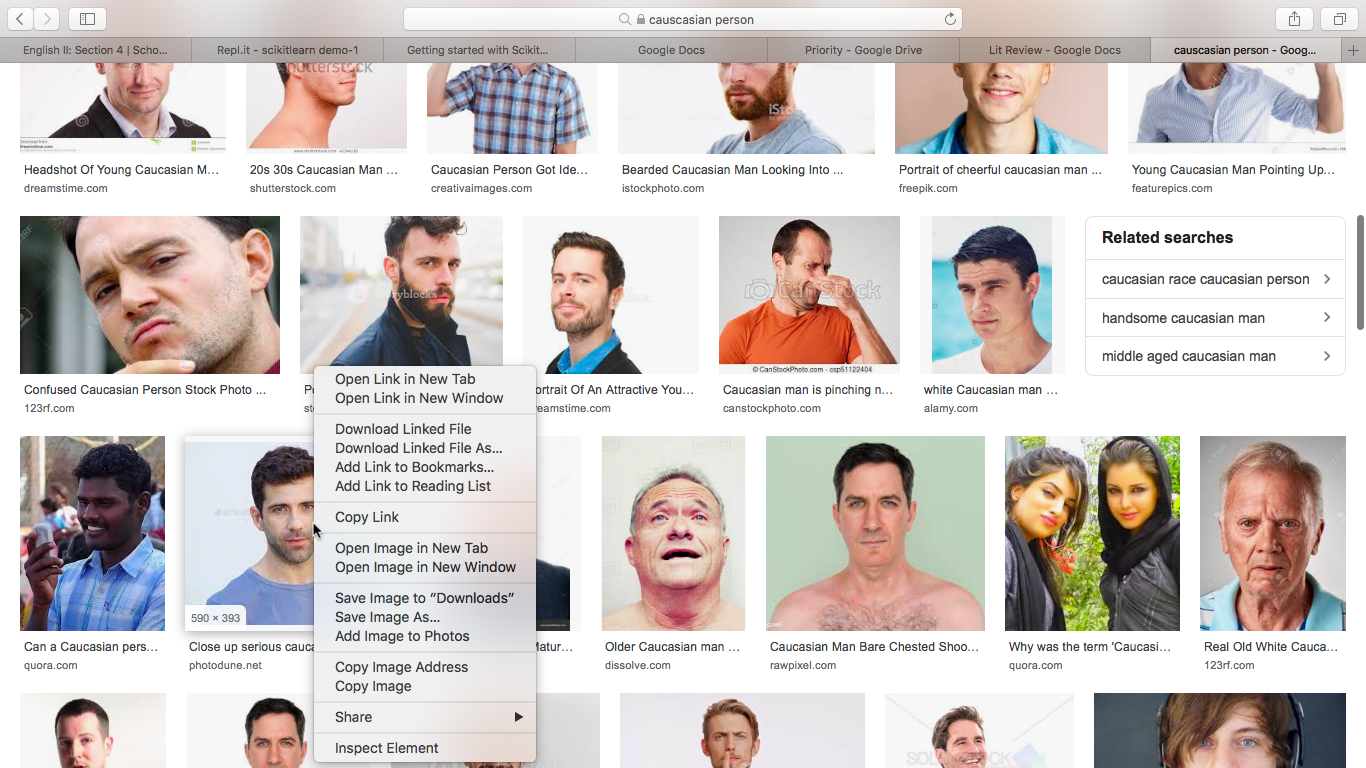 causcasian person
English II: Section 4 | Scho...
Repl.it - scikitlearn demo-1
Getting started with Scikit...
Google Docs
Priority - Google Drive
Lit Review - Google Docs
causcasian person - Goog...
shutterstock
iStock
Headshot Of Young Caucasian M...
dreamstime.com
20s 30s Caucasian Man ...
shutterstock.com
Caucasian Person Got Ide...
creativaimages.com
Bearded Caucasian Man Looking Into ...
istockphoto.com
Portrait of cheerful caucasian man ...
freepik.com
Young Caucasian Man Pointing Up...
featurepics.com
CanStock
© CanStockPhoto.com - csp51122404
Related searches
caucasian race caucasian person
handsome caucasian man
middle aged caucasian man
Confused Caucasian Person Stock Photo ...
123rf.com
ortrait Of An Attractive You...
eamstime.com
Caucasian man is pinching n...
canstockphoto.com
white Caucasian man ...
alamy.com
Open Link in New Tab
Open Link in New Window
Download Linked File
Download Linked File As...
Add Link to Bookmarks...
Add Link to Reading List
Copy Link
Open Image in New Tab
Open Image in New Window
Save Image to “Downloads”
Save Image As...
Add Image to Photos
Copy Image Address
Copy Image
Share
Inspect Element
590 × 393
Can a Caucasian pers...
quora.com
Close up serious cauca
photodune.net
Matur...
Older Caucasian man ...
dissolve.com
Caucasian Man Bare Chested Shoo...
rawpixel.com
Why was the term 'Caucasi...
quora.com
Real Old White Cauca...
123rf.com